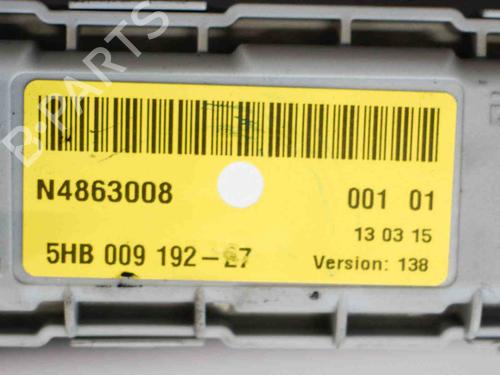 B-PARTS
N4863008
001 01
13 03 15
5HB 009 192-27
Version: 138